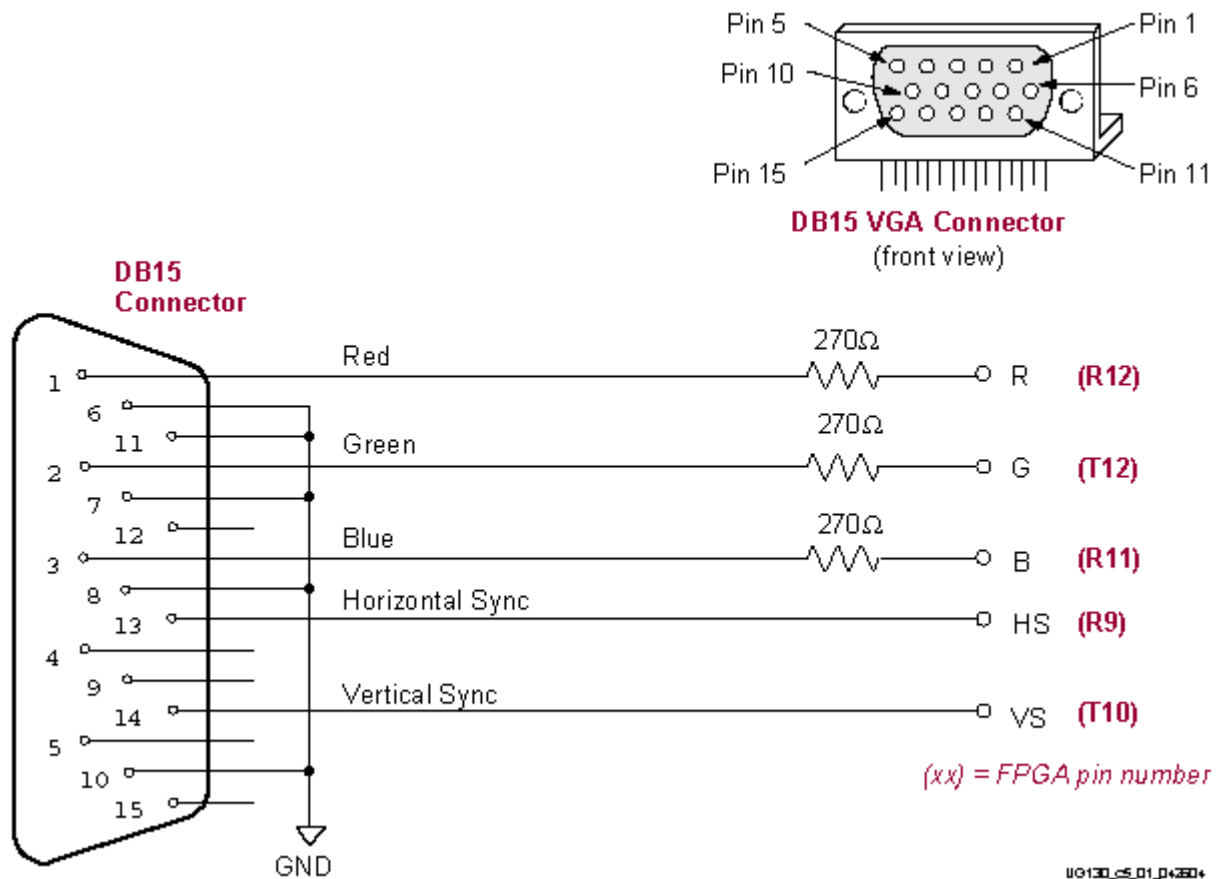 Pin 5
Pin 1
Pin 10
Pin 6
Pin 15
Pin 11
DB15 VGA Connector
(front view)
DB15
Connector
270Ω
Red
1
R (R12)
6
270Ω
11
Green
2
G (T12)
7
12
270Ω
Blue
3
B (R11)
8
Horizontal Sync
13
HS (R9)
4
9
Vertical Sync
14
VS (T10)
5
10
(xx) = FPGA pin number
15
GND
UG130_c5_01_042604